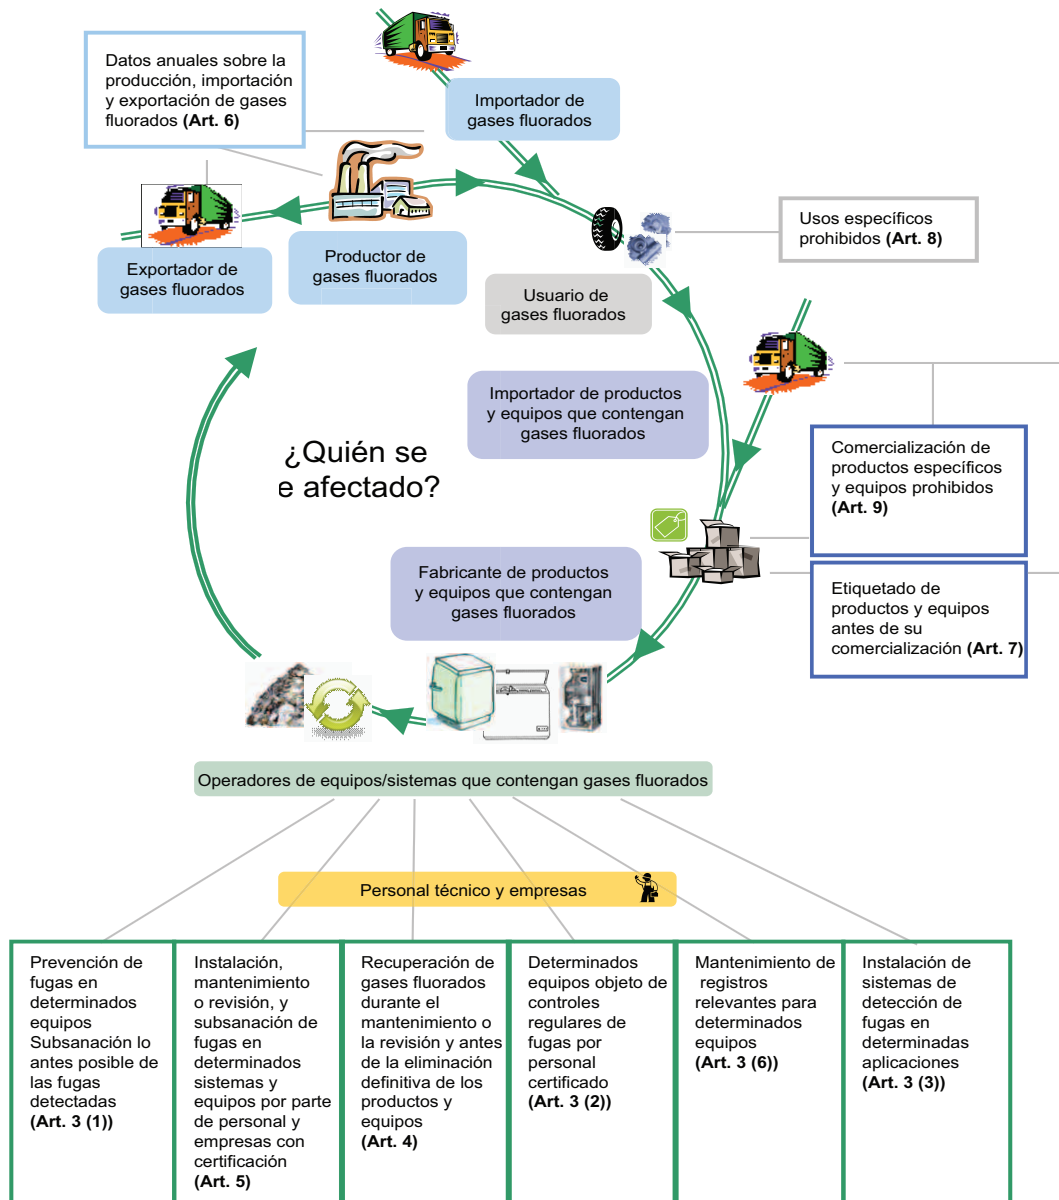 Datos anuales sobre la
producción, importación
y exportación de gases
fluorados (Art. 6)
Importador de
gases fluorados
Exportador de
gases fluorados
Productor de
gases fluorados
Usos específicos
prohibidos (Art. 8)
Usuario de
gases fluorados
Importador de productos
y equipos que contengan
gases fluorados
¿Quién se
e afectado?
Comercialización de
productos específicos
y equipos prohibidos
(Art. 9)
Fabricante de productos
y equipos que contengan
gases fluorados
Etiquetado de
productos y equipos
antes de su
comercialización (Art. 7)
Operadores de equipos/sistemas que contengan gases fluorados
Personal técnico y empresas
Prevención de
fugas en
determinados
equipos
Subsanación lo
antes posible de
las fugas
detectadas
(Art. 3 (1))
Instalación,
mantenimiento
o revisión, y
subsanación de
fugas en
determinados
sistemas y
equipos por parte
de personal y
empresas con
certificación
(Art. 5)
Recuperación de
gases fluorados
durante el
mantenimiento o
la revisión y antes
de la eliminación
definitiva de los
productos y
equipos
(Art. 4)
Determinados
equipos objeto de
controles
regulares de
fugas por
personal
certificado
(Art. 3 (2))
Mantenimiento de
registros
relevantes para
determinados
equipos
(Art. 3 (6))
Instalación de
sistemas de
detección de
fugas en
determinadas
aplicaciones
(Art. 3 (3))